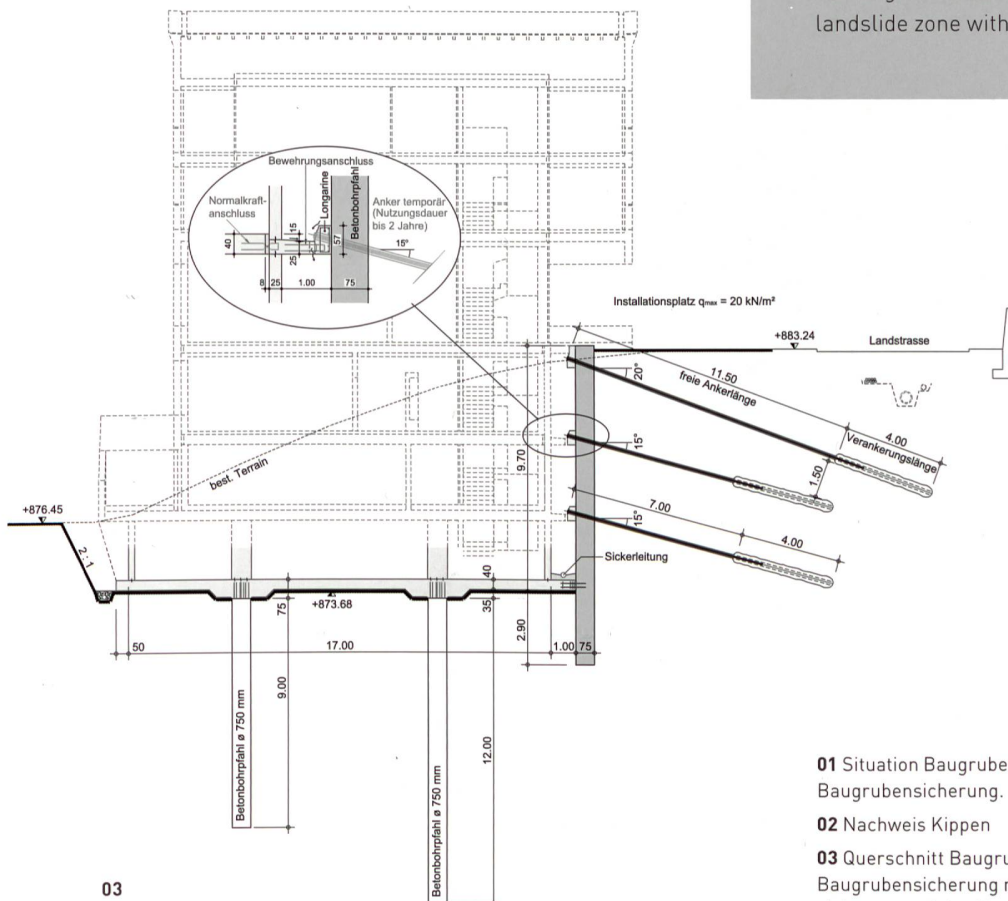 landslide zone with
Bewehrungsanschluss
Normalkraft-
anschluss
Longarine
Betonbohrpfahl
Anker temporär
(Nutzungsdauer
bis 2 Jahre)
15°
40
15
25
57
8
25
1.00
75
Installationsplatz qmax = 20 kN/m²
+883.24
Landstrasse
20°
11.50
freie Ankerlänge
4.00
Verankerungslänge
1.50
15°
9.70
best. Terrain
7.00
4.00
15°
+876.45
2 : 1
Sickerleitung
40
75
35
+873.68
2.90
50
17.00
1.00
75
9.00
12.00
Betonbohrpfahl ø 750 mm
Betonbohrpfahl ø 750 mm
03
01 Situation Baugrube
Baugrubensicherung.
02 Nachweis Kippen
03 Querschnitt Baugru
Baugrubensicherung